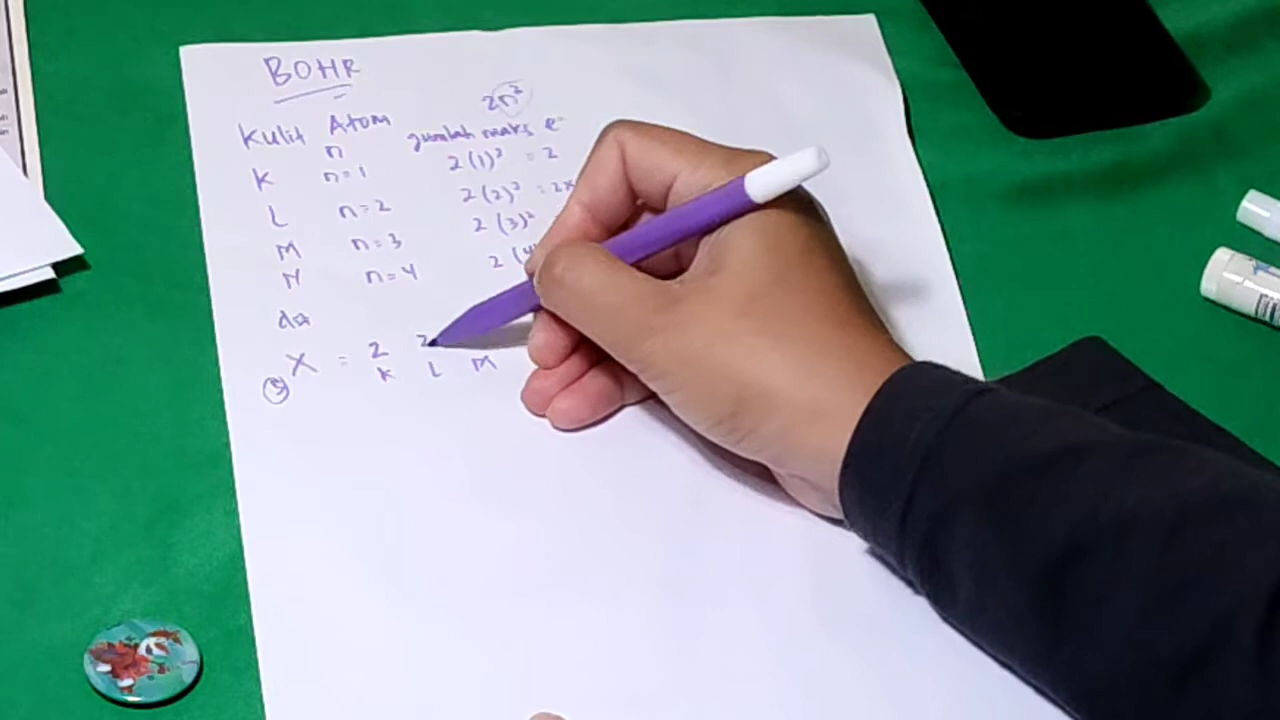 BOHR
2n²
Kulit Atom jumlah maks e⁻
n
K n=1 2(1)² = 2
L n=2 2(2)² = 2x
M n=3 2(3)²
N n=4 2(4
dst
X = 2 2
K L M